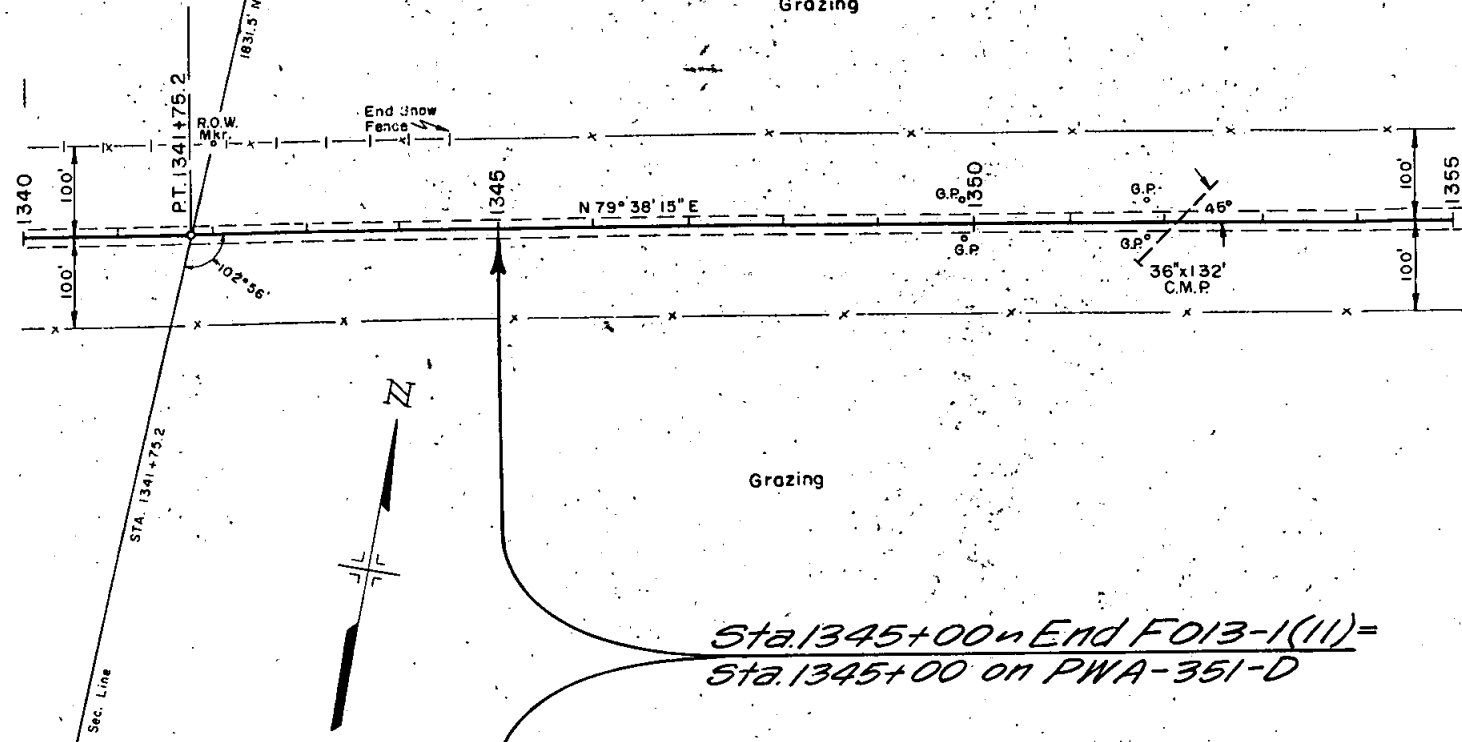 Grazing
1831.5' N
P.T. 1341+75.2
R.O.W.
Mkr.
End Snow
Fence
1340
100'
100'
1345
N 79° 38' 15" E
G.P.
1350
G.P.
45°
100'
1355
G.P.
G.P.
36"x132'
C.M.P.
100'
102°56'
N
STA. 1341+75.2
Sec. Line
Grazing
Sta.1345+00 End FO13-1(11)=
Sta.1345+00 on PWA-351-D